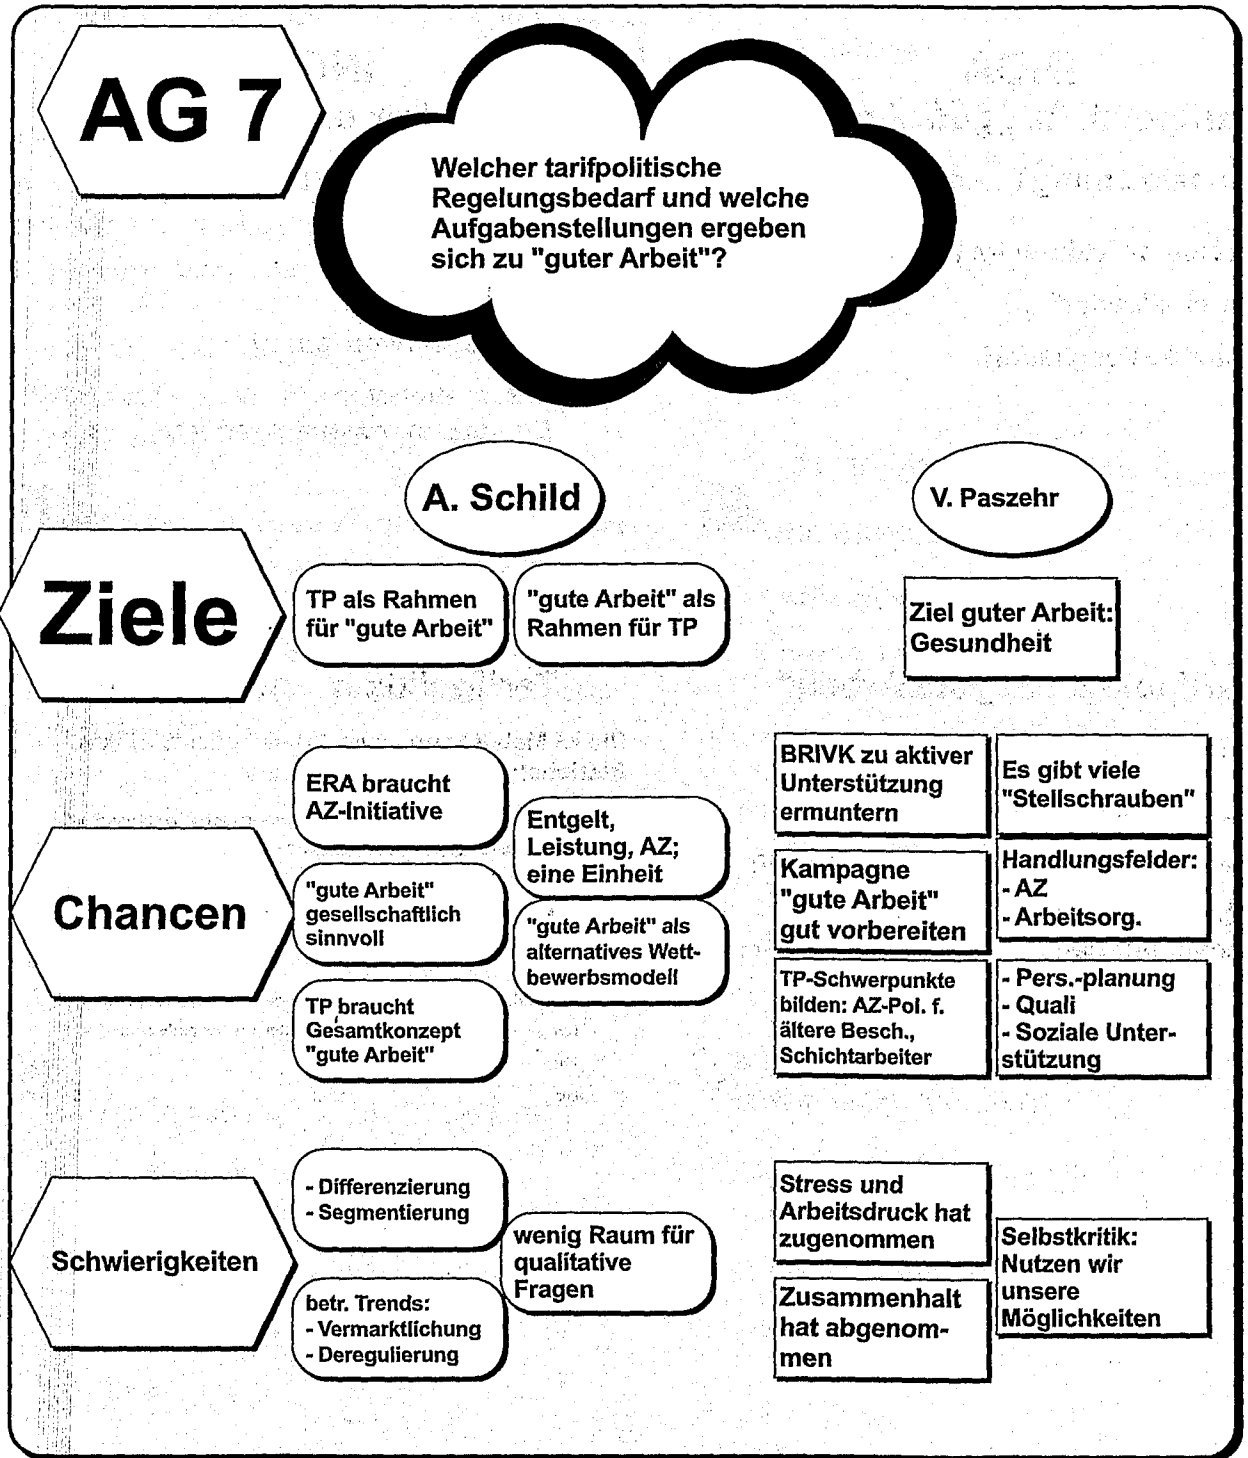 AG 7
Welcher tarifpolitische
Regelungsbedarf und welche
Aufgabenstellungen ergeben
sich zu "guter Arbeit"?
A. Schild
V. Paszehr
Ziele
TP als Rahmen
für "gute Arbeit"
"gute Arbeit" als
Rahmen für TP
Ziel guter Arbeit:
Gesundheit
Chancen
ERA braucht
AZ-Initiative
"gute Arbeit"
gesellschaftlich
sinnvoll
TP braucht
Gesamtkonzept
"gute Arbeit"
Entgelt,
Leistung, AZ;
eine Einheit
"gute Arbeit" als
alternatives Wett-
bewerbsmodell
BRIVK zu aktiver
Unterstützung
ermuntern
Kampagne
"gute Arbeit"
gut vorbereiten
TP-Schwerpunkte
bilden: AZ-Pol. f.
ältere Besch.,
Schichtarbeiter
Es gibt viele
"Stellschrauben"
Handlungsfelder:
- AZ
- Arbeitsorg.
- Pers.-planung
- Quali
- Soziale Unter-
stützung
Schwierigkeiten
- Differenzierung
- Segmentierung
betr. Trends:
- Vermarktlichung
- Deregulierung
wenig Raum für
qualitative
Fragen
Stress und
Arbeitsdruck hat
zugenommen
Zusammenhalt
hat abgenom-
men
Selbstkritik:
Nutzen wir
unsere
Möglichkeiten